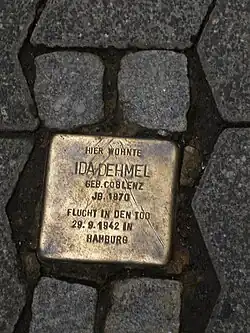 HIER WOHNTE
IDA DEHMEL
GEB. COBLENZ
JG. 1870
FLUCHT IN DEN TOD
29.9.1942 IN
HAMBURG